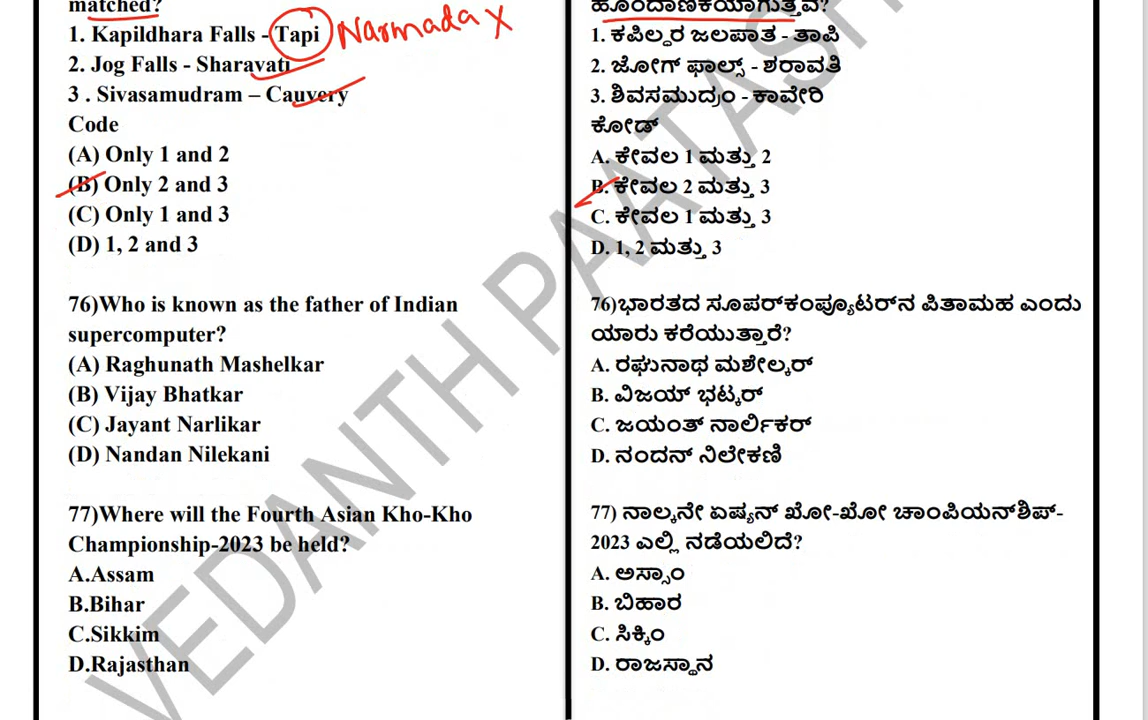 matched?
1. Kapildhara Falls - Tapi Narmada X
2. Jog Falls - Sharavati
3 . Sivasamudram – Cauvery
Code
(A) Only 1 and 2
(B) Only 2 and 3
(C) Only 1 and 3
(D) 1, 2 and 3
76)Who is known as the father of Indian
supercomputer?
(A) Raghunath Mashelkar
(B) Vijay Bhatkar
(C) Jayant Narlikar
(D) Nandan Nilekani
77)Where will the Fourth Asian Kho-Kho
Championship-2023 be held?
A.Assam
B.Bihar
C.Sikkim
D.Rajasthan
ಹೊಂದಾಣಿಕೆಯಾಗುತ್ತವೆ?
1. ಕಪಿಲ್ಧರ ಜಲಪಾತ - ತಾಪಿ
2. ಜೋಗ್ ಫಾಲ್ಸ್ - ಶರಾವತಿ
3. ಶಿವಸಮುದ್ರಂ - ಕಾವೇರಿ
ಕೋಡ್
A. ಕೇವಲ 1 ಮತ್ತು 2
B. ಕೇವಲ 2 ಮತ್ತು 3
C. ಕೇವಲ 1 ಮತ್ತು 3
D. 1, 2 ಮತ್ತು 3
76)ಭಾರತದ ಸೂಪರ್‌ಕಂಪ್ಯೂಟರ್‌ನ ಪಿತಾಮಹ ಎಂದು
ಯಾರು ಕರೆಯುತ್ತಾರೆ?
A. ರಘುನಾಥ ಮಶೇಲ್ಕರ್
B. ವಿಜಯ್ ಭಟ್ಕರ್
C. ಜಯಂತ್ ನಾರ್ಲಿಕರ್
D. ನಂದನ್ ನಿಲೇಕಣಿ
77) ನಾಲ್ಕನೇ ಏಷ್ಯನ್ ಖೋ-ಖೋ ಚಾಂಪಿಯನ್‌ಶಿಪ್-
2023 ಎಲ್ಲಿ ನಡೆಯಲಿದೆ?
A. ಅಸ್ಸಾಂ
B. ಬಿಹಾರ
C. ಸಿಕ್ಕಿಂ
D. ರಾಜಸ್ಥಾನ
VEDANTH PAATASH